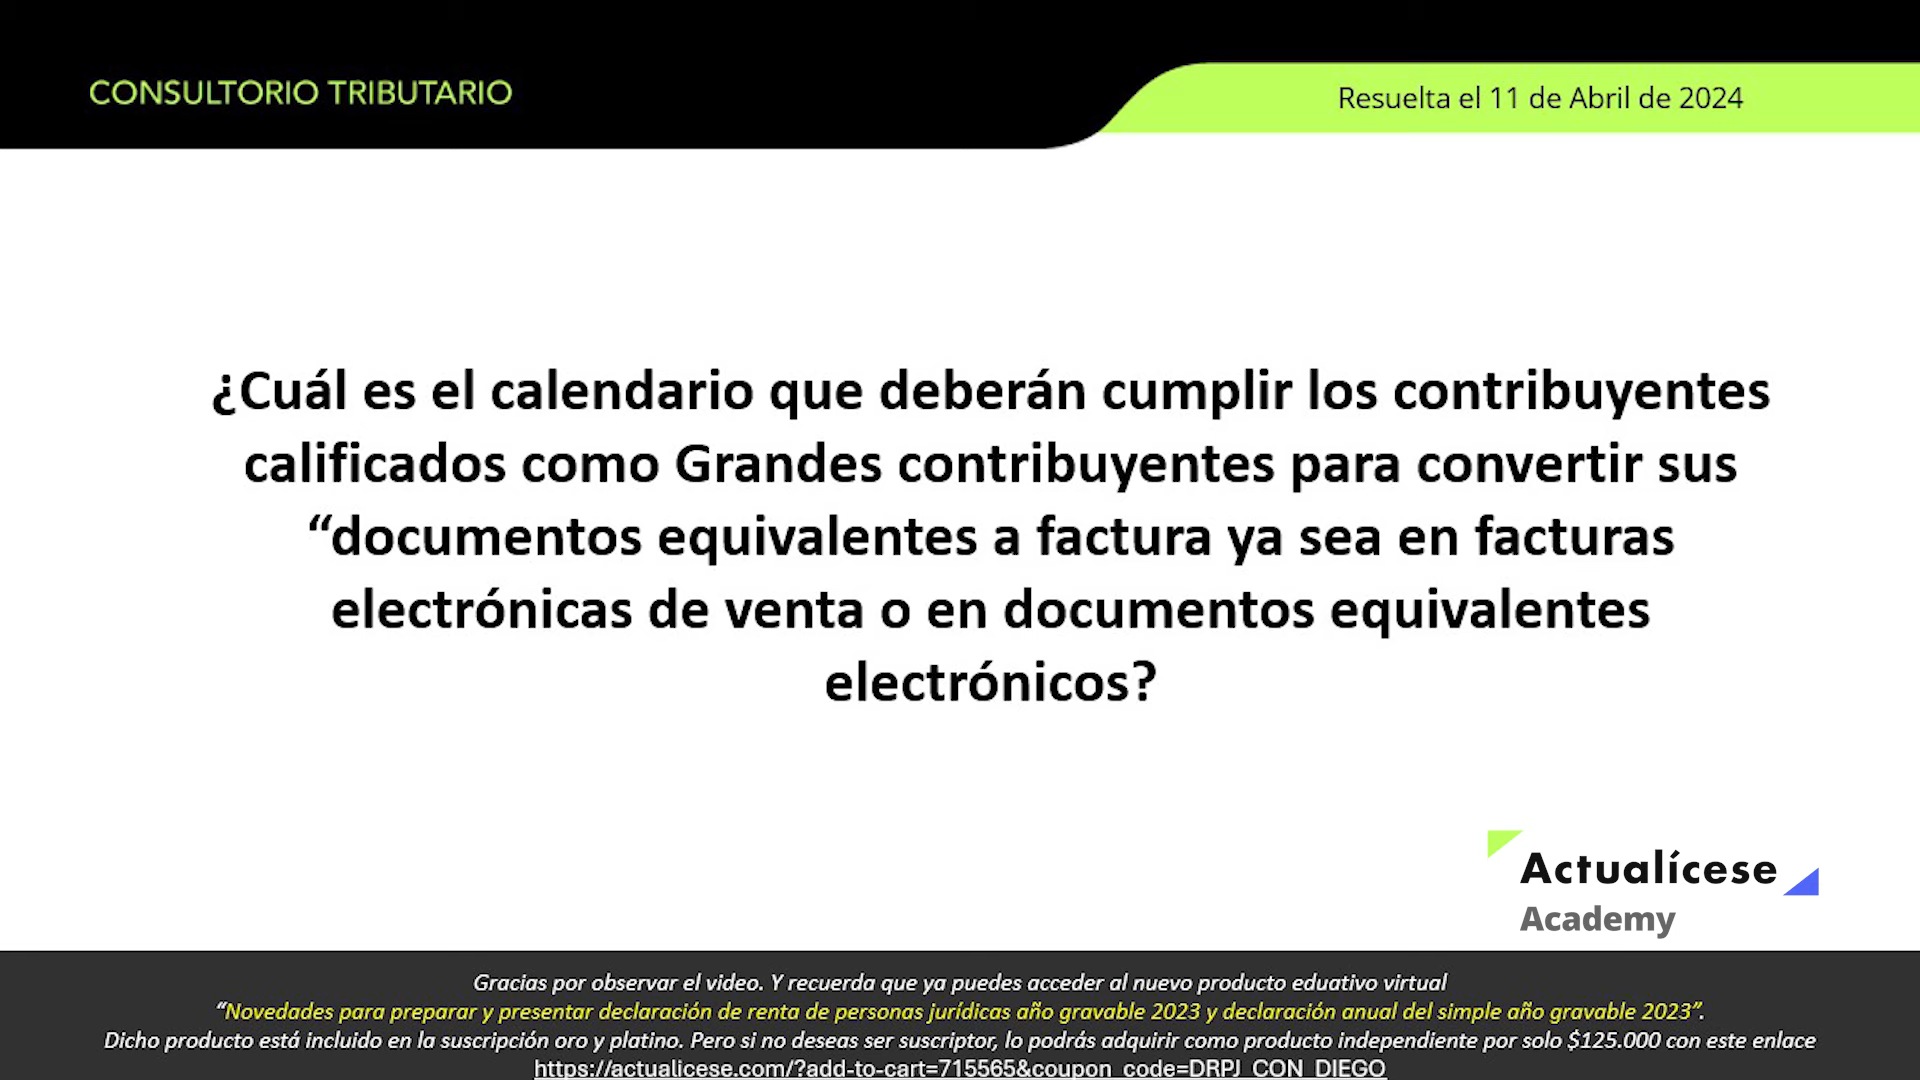 CONSULTORIO TRIBUTARIO
Resuelta el 11 de Abril de 2024
¿Cuál es el calendario que deberán cumplir los contribuyentes
calificados como Grandes contribuyentes para convertir sus
“documentos equivalentes a factura ya sea en facturas
electrónicas de venta o en documentos equivalentes
electrónicos?
Actualícese
Academy
Gracias por observar el video. Y recuerda que ya puedes acceder al nuevo producto eduativo virtual
“Novedades para preparar y presentar declaración de renta de personas jurídicas año gravable 2023 y declaración anual del simple año gravable 2023”.
Dicho producto está incluido en la suscripción oro y platino. Pero si no deseas ser suscriptor, lo podrás adquirir como producto independiente por solo $125.000 con este enlace
https://actualicese.com/?add-to-cart=715565&coupon_code=DRPJ_CON_DIEGO